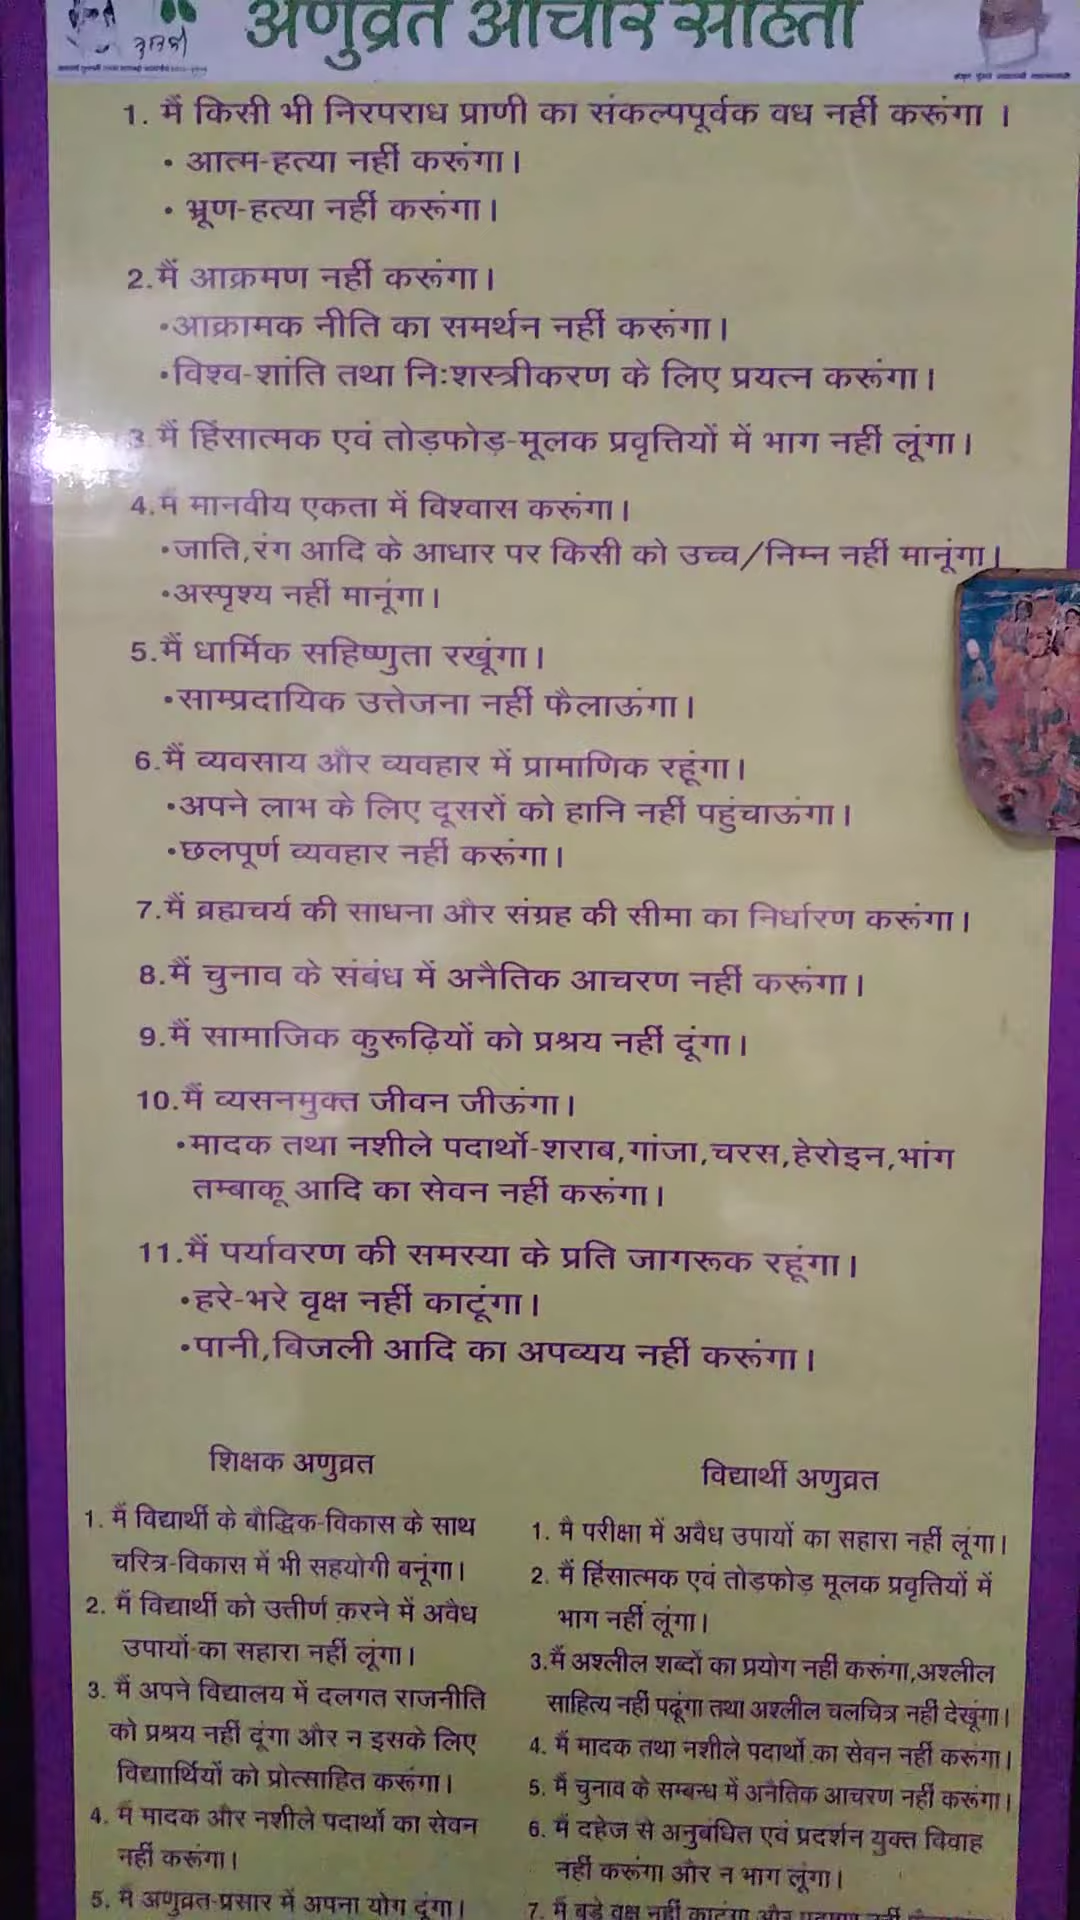 अणुव्रत आचार संहिता
1. मैं किसी भी निरपराध प्राणी का संकल्पपूर्वक वध नहीं करूंगा ।
• आत्म-हत्या नहीं करूंगा।
• भ्रूण-हत्या नहीं करूंगा।
2. मैं आक्रमण नहीं करूंगा।
•आक्रामक नीति का समर्थन नहीं करूंगा।
•विश्व-शांति तथा निःशस्त्रीकरण के लिए प्रयत्न करूंगा।
3 मैं हिंसात्मक एवं तोड़फोड़-मूलक प्रवृत्तियों में भाग नहीं लूंगा।
4.मैं मानवीय एकता में विश्वास करूंगा।
•जाति,रंग आदि के आधार पर किसी को उच्च/निम्न नहीं मानूंगा।
•अस्पृश्य नहीं मानूंगा।
5.मैं धार्मिक सहिष्णुता रखूंगा।
•साम्प्रदायिक उत्तेजना नहीं फैलाऊंगा।
6.मैं व्यवसाय और व्यवहार में प्रामाणिक रहूंगा।
•अपने लाभ के लिए दूसरों को हानि नहीं पहुंचाऊंगा।
•छलपूर्ण व्यवहार नहीं करूंगा।
7.मैं ब्रह्मचर्य की साधना और संग्रह की सीमा का निर्धारण करूंगा।
8.मैं चुनाव के संबंध में अनैतिक आचरण नहीं करूंगा।
9.मैं सामाजिक कुरूढ़ियों को प्रश्रय नहीं दूंगा।
10.मैं व्यसनमुक्त जीवन जीऊंगा।
•मादक तथा नशीले पदार्थो-शराब,गांजा,चरस,हेरोइन,भांग
तम्बाकू आदि का सेवन नहीं करूंगा।
11.मैं पर्यावरण की समस्या के प्रति जागरूक रहूंगा।
•हरे-भरे वृक्ष नहीं काटूंगा।
•पानी,बिजली आदि का अपव्यय नहीं करूंगा।
शिक्षक अणुव्रत
1. मैं विद्यार्थी के बौद्धिक-विकास के साथ
चरित्र-विकास में भी सहयोगी बनूंगा।
2. मैं विद्यार्थी को उत्तीर्ण करने में अवैध
उपायों का सहारा नहीं लूंगा।
3. मैं अपने विद्यालय में दलगत राजनीति
को प्रश्रय नहीं दूंगा और न इसके लिए
विद्याार्थियों को प्रोत्साहित करूंगा।
4. मैं मादक और नशीले पदार्थो का सेवन
नहीं करूंगा।
5. मैं अणुव्रत-प्रसार में अपना योग दूंगा।
विद्यार्थी अणुव्रत
1. मै परीक्षा में अवैध उपायों का सहारा नहीं लूंगा।
2. मैं हिंसात्मक एवं तोड़फोड़ मूलक प्रवृत्तियों में
भाग नहीं लूंगा।
3.मैं अश्लील शब्दों का प्रयोग नहीं करूंगा,अश्लील
साहित्य नहीं पढूंगा तथा अश्लील चलचित्र नहीं देखूंगा।
4. मैं मादक तथा नशीले पदार्थो का सेवन नहीं करूंगा।
5. मैं चुनाव के सम्बन्ध में अनैतिक आचरण नहीं करूंगा।
6. मैं दहेज से अनुबंधित एवं प्रदर्शन युक्त विवाह
नहीं करूंगा और न भाग लूंगा।
7. मैं बड़े वृक्ष नहीं काटूंगा और